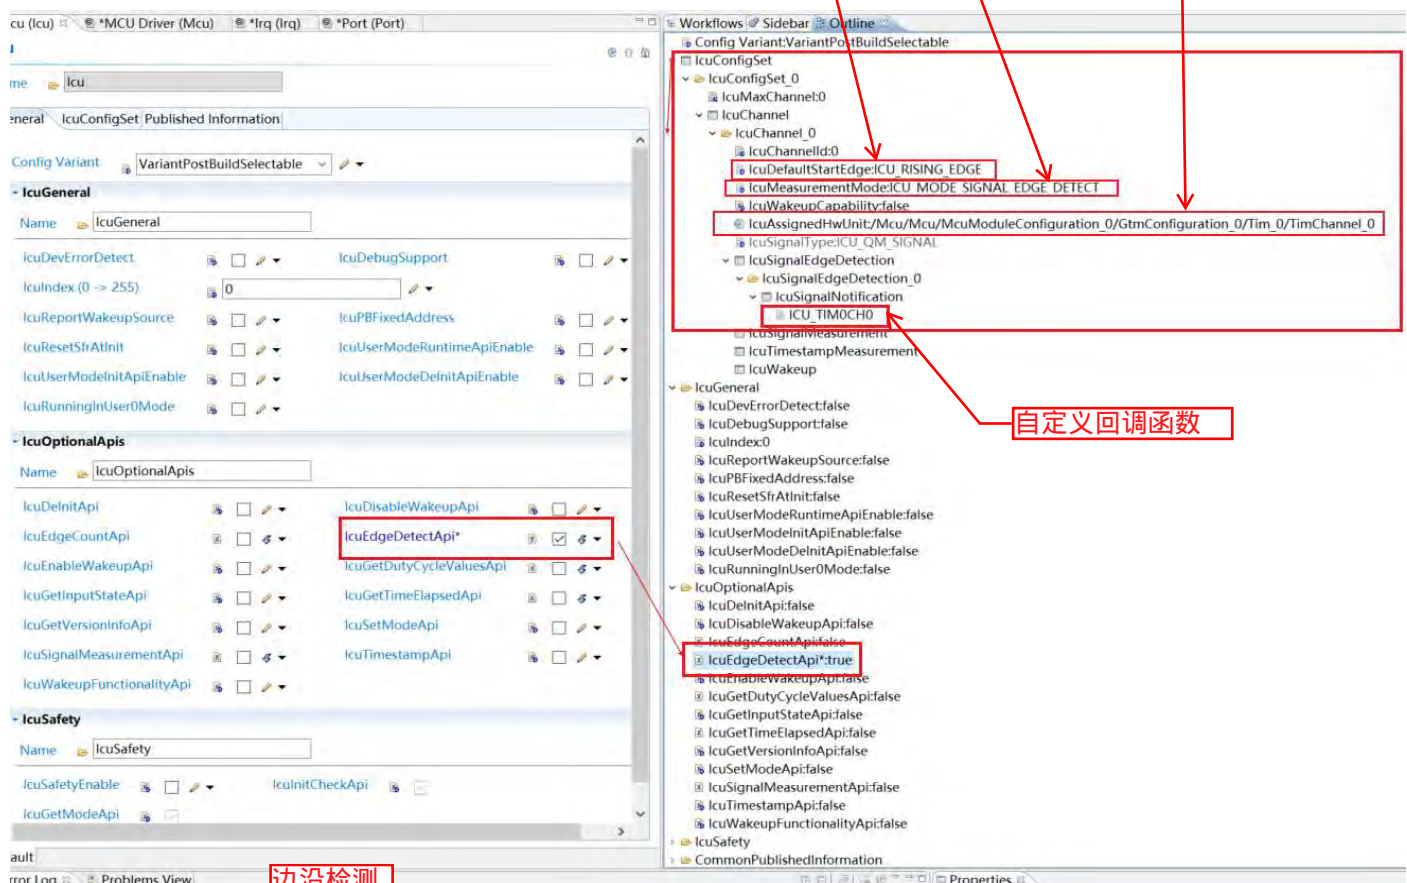 cu (Icu)
*MCU Driver (Mcu)
*Irq (Irq)
*Port (Port)
me
Icu
eneral
IcuConfigSet
Published Information
Config Variant
VariantPostBuildSelectable
IcuGeneral
Name
IcuGeneral
IcuDevErrorDetect
IcuDebugSupport
IcuIndex (0 -> 255)
0
IcuReportWakeupSource
IcuPBFixedAddress
IcuResetSfrAtInit
IcuUserModeRuntimeApiEnable
IcuUserModeInitApiEnable
IcuUserModeDeInitApiEnable
IcuRunningInUser0Mode
IcuOptionalApis
Name
IcuOptionalApis
IcuDeInitApi
IcuDisableWakeupApi
IcuEdgeCountApi
IcuEdgeDetectApi*
IcuEnableWakeupApi
IcuGetDutyCycleValuesApi
IcuGetInputStateApi
IcuGetTimeElapsedApi
IcuGetVersionInfoApi
IcuSetModeApi
IcuSignalMeasurementApi
IcuTimestampApi
IcuWakeupFunctionalityApi
IcuSafety
Name
IcuSafety
IcuSafetyEnable
IcuInitCheckApi
IcuGetModeApi
ault
rror Log
Problems View
边沿检测
Workflows
Sidebar
Outline
Config Variant:VariantPostBuildSelectable
IcuConfigSet
IcuConfigSet_0
IcuMaxChannel:0
IcuChannel
IcuChannel_0
IcuChannelId:0
IcuDefaultStartEdge:ICU_RISING_EDGE
IcuMeasurementMode:ICU_MODE_SIGNAL_EDGE_DETECT
IcuWakeupCapability:false
IcuAssignedHwUnit:/Mcu/Mcu/McuModuleConfiguration_0/GtmConfiguration_0/Tim_0/TimChannel_0
IcuSignalType:ICU_QM_SIGNAL
IcuSignalEdgeDetection
IcuSignalEdgeDetection_0
IcuSignalNotification
ICU_TIM0CH0
IcuSignalMeasurement
IcuTimestampMeasurement
IcuWakeup
IcuGeneral
IcuDevErrorDetect:false
IcuDebugSupport:false
IcuIndex:0
IcuReportWakeupSource:false
IcuPBFixedAddress:false
IcuResetSfrAtInit:false
IcuUserModeRuntimeApiEnable:false
IcuUserModeInitApiEnable:false
IcuUserModeDeInitApiEnable:false
IcuRunningInUser0Mode:false
IcuOptionalApis
IcuDeInitApi:false
IcuDisableWakeupApi:false
IcuEdgeCountApi:false
IcuEdgeDetectApi*:true
IcuEnableWakeupApi:false
IcuGetDutyCycleValuesApi:false
IcuGetInputStateApi:false
IcuGetTimeElapsedApi:false
IcuGetVersionInfoApi:false
IcuSetModeApi:false
IcuSignalMeasurementApi:false
IcuTimestampApi:false
IcuWakeupFunctionalityApi:false
IcuSafety
CommonPublishedInformation
自定义回调函数
Properties